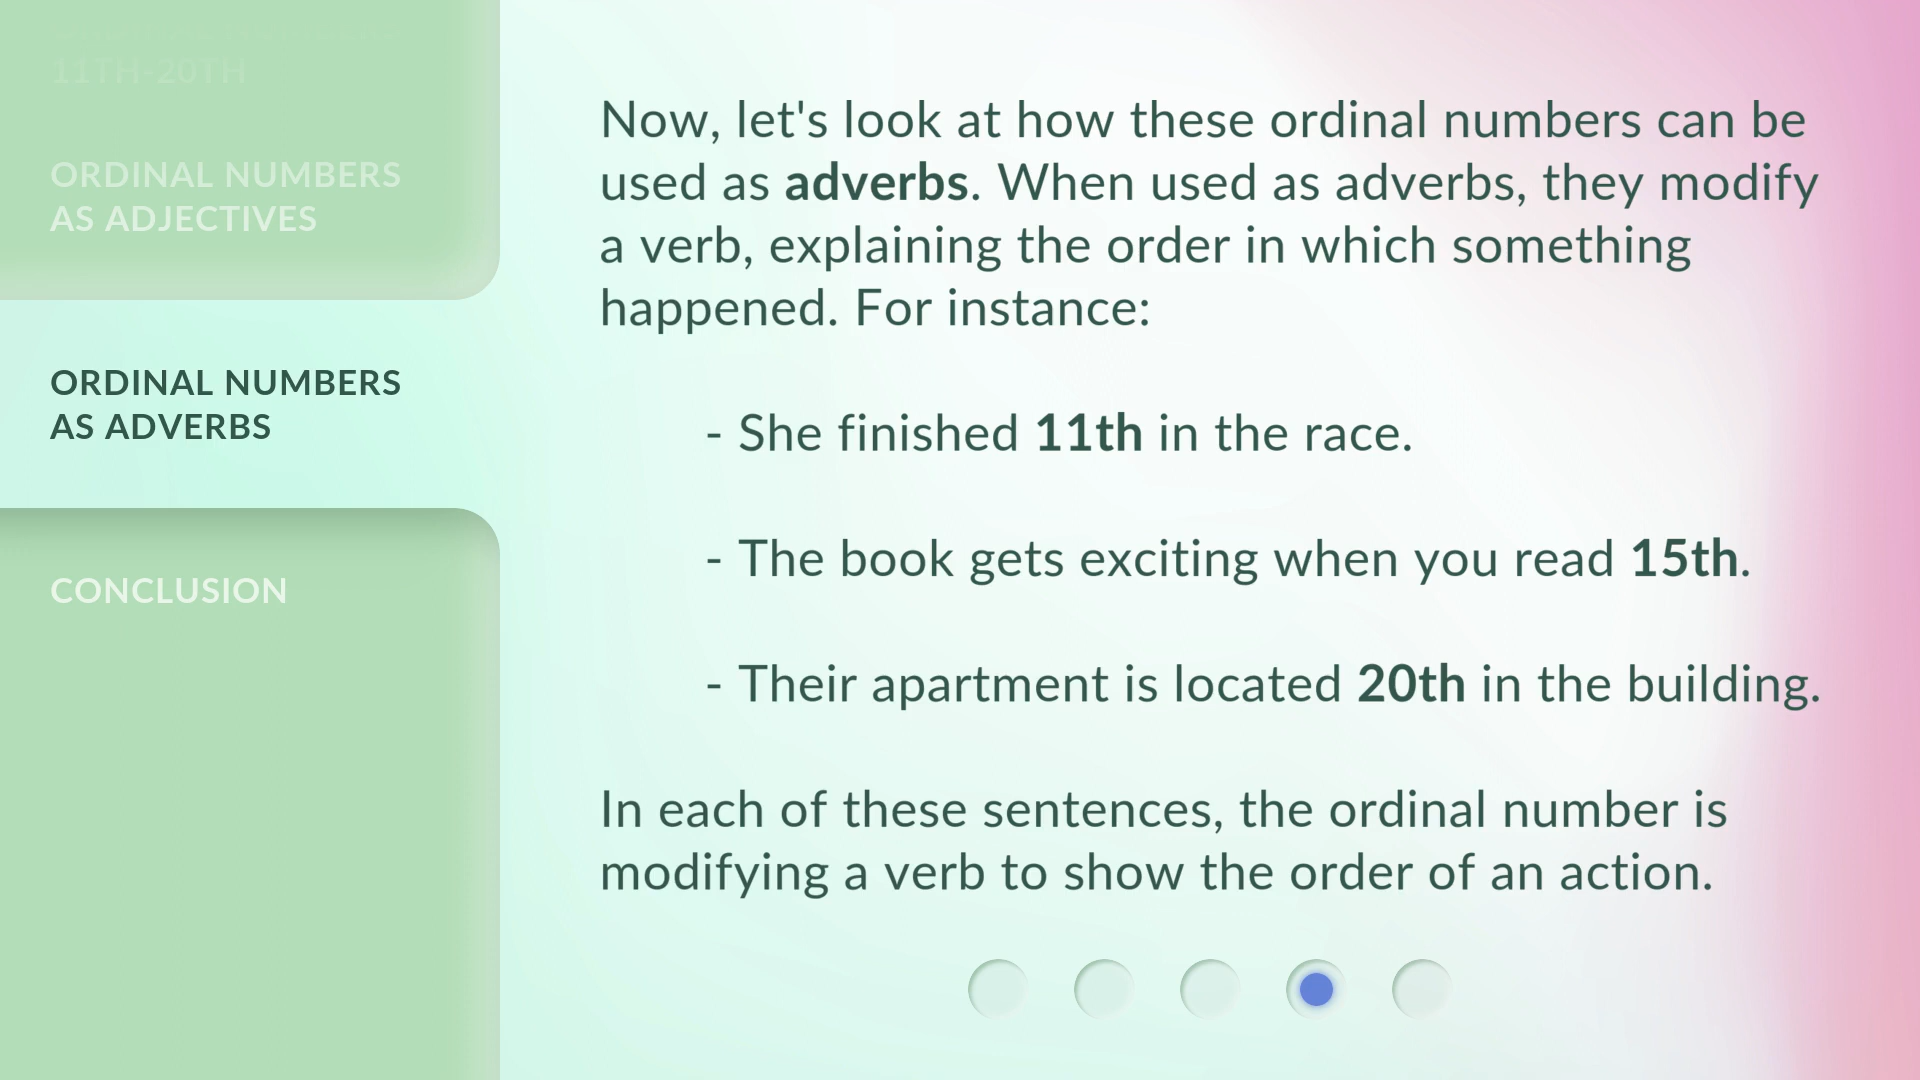 11TH-20TH
ORDINAL NUMBERS
AS ADJECTIVES
ORDINAL NUMBERS
AS ADVERBS
CONCLUSION
Now, let's look at how these ordinal numbers can be
used as adverbs. When used as adverbs, they modify
a verb, explaining the order in which something
happened. For instance:
- She finished 11th in the race.
- The book gets exciting when you read 15th.
- Their apartment is located 20th in the building.
In each of these sentences, the ordinal number is
modifying a verb to show the order of an action.